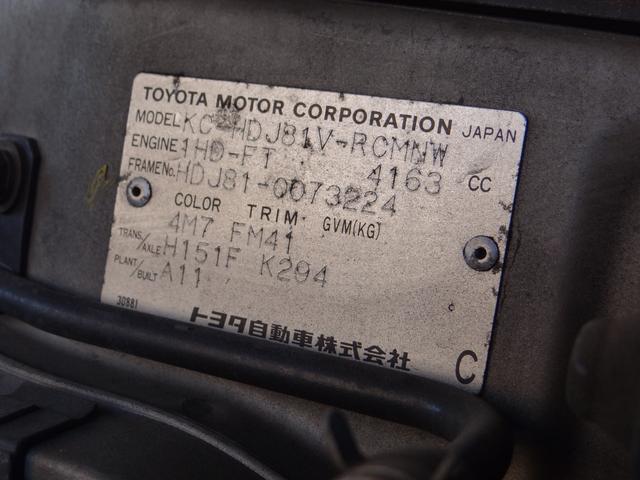 TOYOTA MOTOR CORPORATION JAPAN
MODEL KC-HDJ81V-RCMNW
ENGINE 1HD-FT 4163 CC
FRAME No. HDJ81-0073224
COLOR TRIM GVM(KG)
4M7 FM41
TRANS/AXLE H151F K294
PLANT/BUILT A11
30881
トヨタ自動車株式会社 C